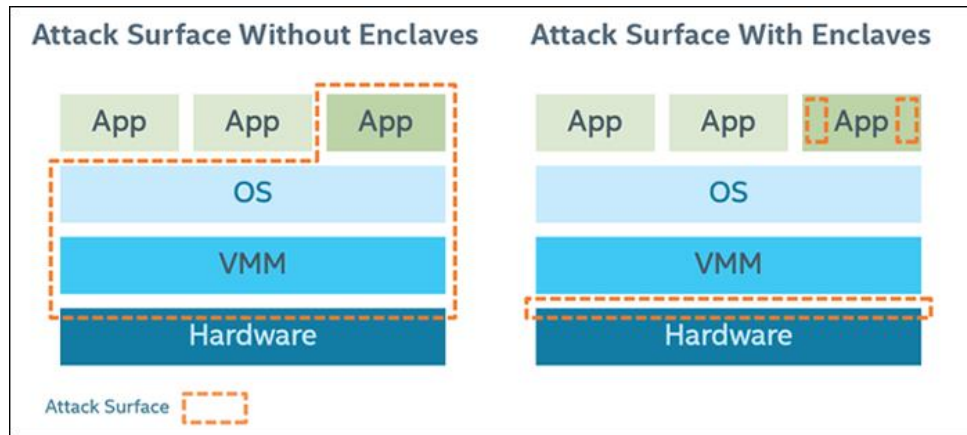 Attack Surface Without Enclaves
App App App
OS
VMM
Hardware
Attack Surface With Enclaves
App App App
OS
VMM
Hardware
Attack Surface